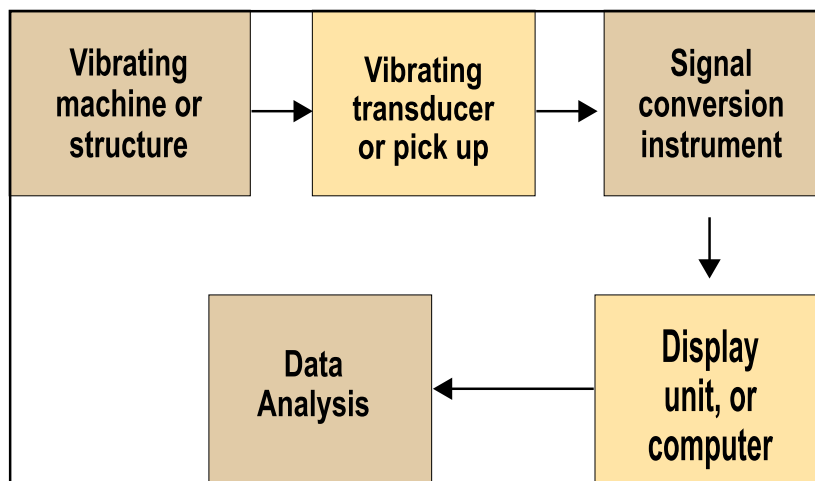 Vibrating
machine or
structure
Vibrating
transducer
or pick up
Signal
conversion
instrument
Display
unit, or
computer
Data
Analysis